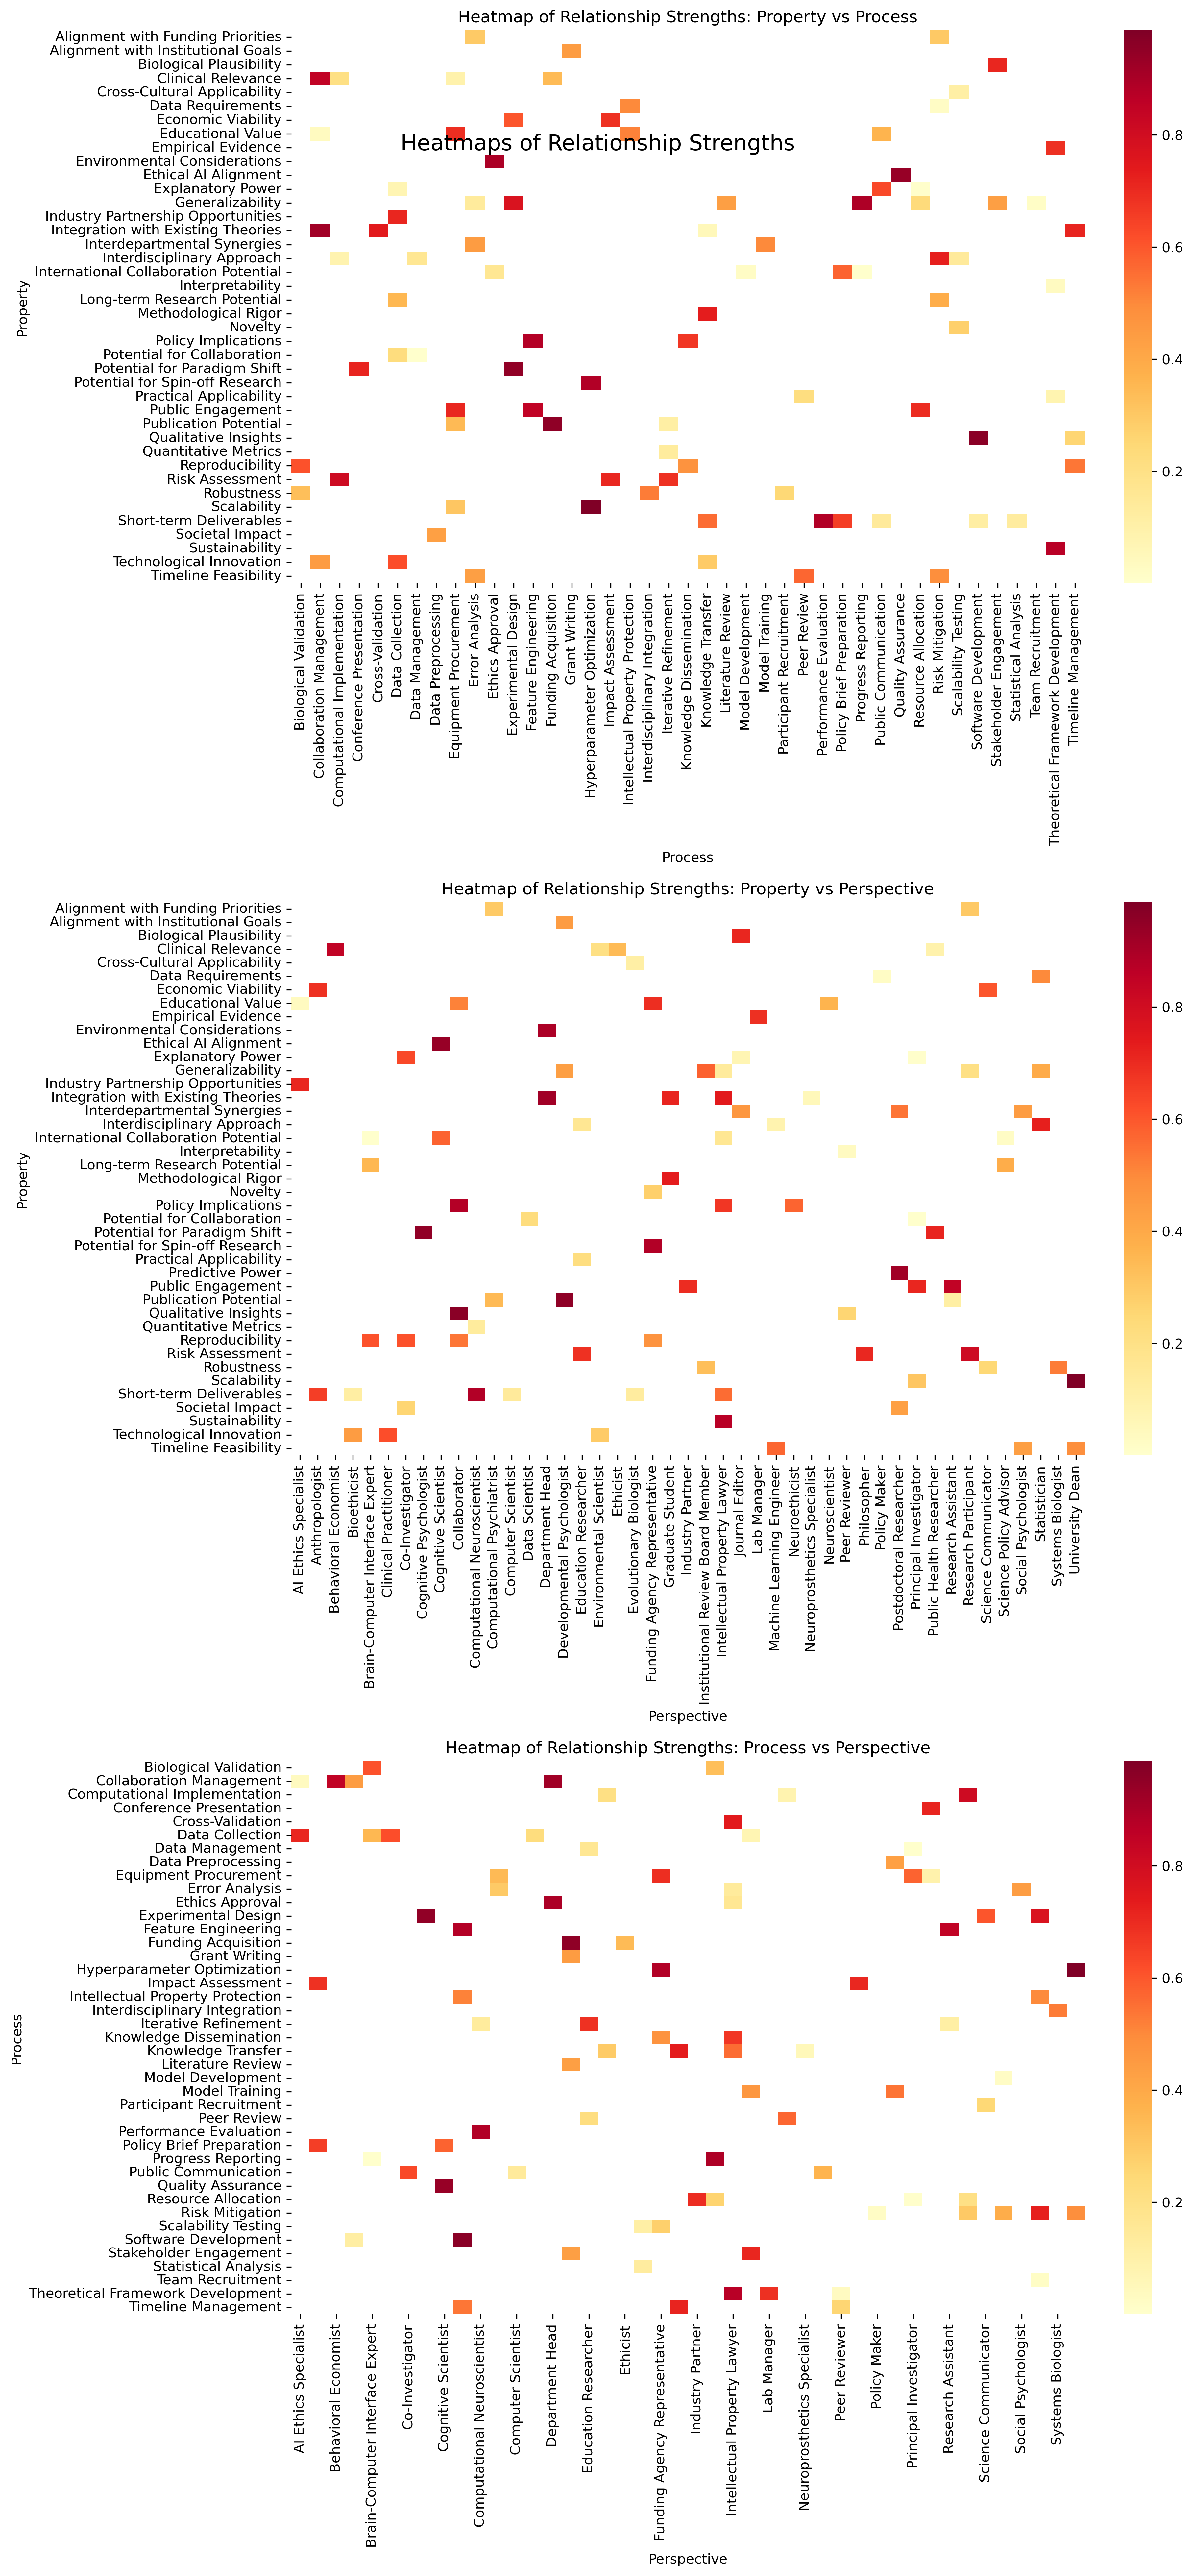 Heatmap of Relationship Strengths: Property vs Process
Heatmaps of Relationship Strengths
Property
Alignment with Funding Priorities
Alignment with Institutional Goals
Biological Plausibility
Clinical Relevance
Cross-Cultural Applicability
Data Requirements
Economic Viability
Educational Value
Empirical Evidence
Environmental Considerations
Ethical AI Alignment
Explanatory Power
Generalizability
Industry Partnership Opportunities
Integration with Existing Theories
Interdepartmental Synergies
Interdisciplinary Approach
International Collaboration Potential
Interpretability
Long-term Research Potential
Methodological Rigor
Novelty
Policy Implications
Potential for Collaboration
Potential for Paradigm Shift
Potential for Spin-off Research
Practical Applicability
Public Engagement
Publication Potential
Qualitative Insights
Quantitative Metrics
Reproducibility
Risk Assessment
Robustness
Scalability
Short-term Deliverables
Societal Impact
Sustainability
Technological Innovation
Timeline Feasibility
Biological Validation
Collaboration Management
Computational Implementation
Conference Presentation
Cross-Validation
Data Collection
Data Management
Data Preprocessing
Equipment Procurement
Error Analysis
Ethics Approval
Experimental Design
Feature Engineering
Funding Acquisition
Grant Writing
Hyperparameter Optimization
Impact Assessment
Intellectual Property Protection
Interdisciplinary Integration
Iterative Refinement
Knowledge Dissemination
Knowledge Transfer
Literature Review
Model Development
Model Training
Participant Recruitment
Peer Review
Performance Evaluation
Policy Brief Preparation
Progress Reporting
Public Communication
Quality Assurance
Resource Allocation
Risk Mitigation
Scalability Testing
Software Development
Stakeholder Engagement
Statistical Analysis
Team Recruitment
Theoretical Framework Development
Timeline Management
Process
0.8
0.6
0.4
0.2
Heatmap of Relationship Strengths: Property vs Perspective
Property
Alignment with Funding Priorities
Alignment with Institutional Goals
Biological Plausibility
Clinical Relevance
Cross-Cultural Applicability
Data Requirements
Economic Viability
Educational Value
Empirical Evidence
Environmental Considerations
Ethical AI Alignment
Explanatory Power
Generalizability
Industry Partnership Opportunities
Integration with Existing Theories
Interdepartmental Synergies
Interdisciplinary Approach
International Collaboration Potential
Interpretability
Long-term Research Potential
Methodological Rigor
Novelty
Policy Implications
Potential for Collaboration
Potential for Paradigm Shift
Potential for Spin-off Research
Practical Applicability
Predictive Power
Public Engagement
Publication Potential
Qualitative Insights
Quantitative Metrics
Reproducibility
Risk Assessment
Robustness
Scalability
Short-term Deliverables
Societal Impact
Sustainability
Technological Innovation
Timeline Feasibility
AI Ethics Specialist
Anthropologist
Behavioral Economist
Bioethicist
Brain-Computer Interface Expert
Clinical Practitioner
Co-Investigator
Cognitive Psychologist
Cognitive Scientist
Collaborator
Computational Neuroscientist
Computational Psychiatrist
Computer Scientist
Data Scientist
Department Head
Developmental Psychologist
Education Researcher
Environmental Scientist
Ethicist
Evolutionary Biologist
Funding Agency Representative
Graduate Student
Industry Partner
Institutional Review Board Member
Intellectual Property Lawyer
Journal Editor
Lab Manager
Machine Learning Engineer
Neuroethicist
Neuroprosthetics Specialist
Neuroscientist
Peer Reviewer
Philosopher
Policy Maker
Postdoctoral Researcher
Principal Investigator
Public Health Researcher
Research Assistant
Research Participant
Science Communicator
Science Policy Advisor
Social Psychologist
Statistician
Systems Biologist
University Dean
Perspective
0.8
0.6
0.4
0.2
Heatmap of Relationship Strengths: Process vs Perspective
Process
Biological Validation
Collaboration Management
Computational Implementation
Conference Presentation
Cross-Validation
Data Collection
Data Management
Data Preprocessing
Equipment Procurement
Error Analysis
Ethics Approval
Experimental Design
Feature Engineering
Funding Acquisition
Grant Writing
Hyperparameter Optimization
Impact Assessment
Intellectual Property Protection
Interdisciplinary Integration
Iterative Refinement
Knowledge Dissemination
Knowledge Transfer
Literature Review
Model Development
Model Training
Participant Recruitment
Peer Review
Performance Evaluation
Policy Brief Preparation
Progress Reporting
Public Communication
Quality Assurance
Resource Allocation
Risk Mitigation
Scalability Testing
Software Development
Stakeholder Engagement
Statistical Analysis
Team Recruitment
Theoretical Framework Development
Timeline Management
AI Ethics Specialist
Behavioral Economist
Brain-Computer Interface Expert
Co-Investigator
Cognitive Scientist
Computational Neuroscientist
Computer Scientist
Department Head
Education Researcher
Ethicist
Funding Agency Representative
Industry Partner
Intellectual Property Lawyer
Lab Manager
Neuroprosthetics Specialist
Peer Reviewer
Policy Maker
Principal Investigator
Research Assistant
Science Communicator
Social Psychologist
Systems Biologist
Perspective
0.8
0.6
0.4
0.2